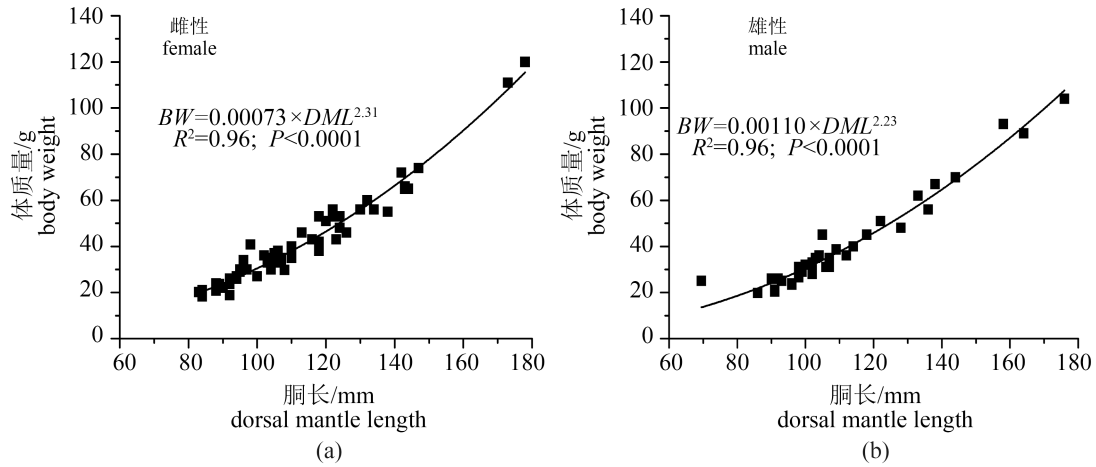 140
120
100
80
60
40
20
0
体质量/g
body weight
雌性
female
BW=0.00073×DML^2.31
R²=0.96; P<0.0001
60 80 100 120 140 160 180
胴长/mm
dorsal mantle length
(a)
140
120
100
80
60
40
20
0
体质量/g
body weight
雄性
male
BW=0.00110×DML^2.23
R²=0.96; P<0.0001
60 80 100 120 140 160 180
胴长/mm
dorsal mantle length
(b)